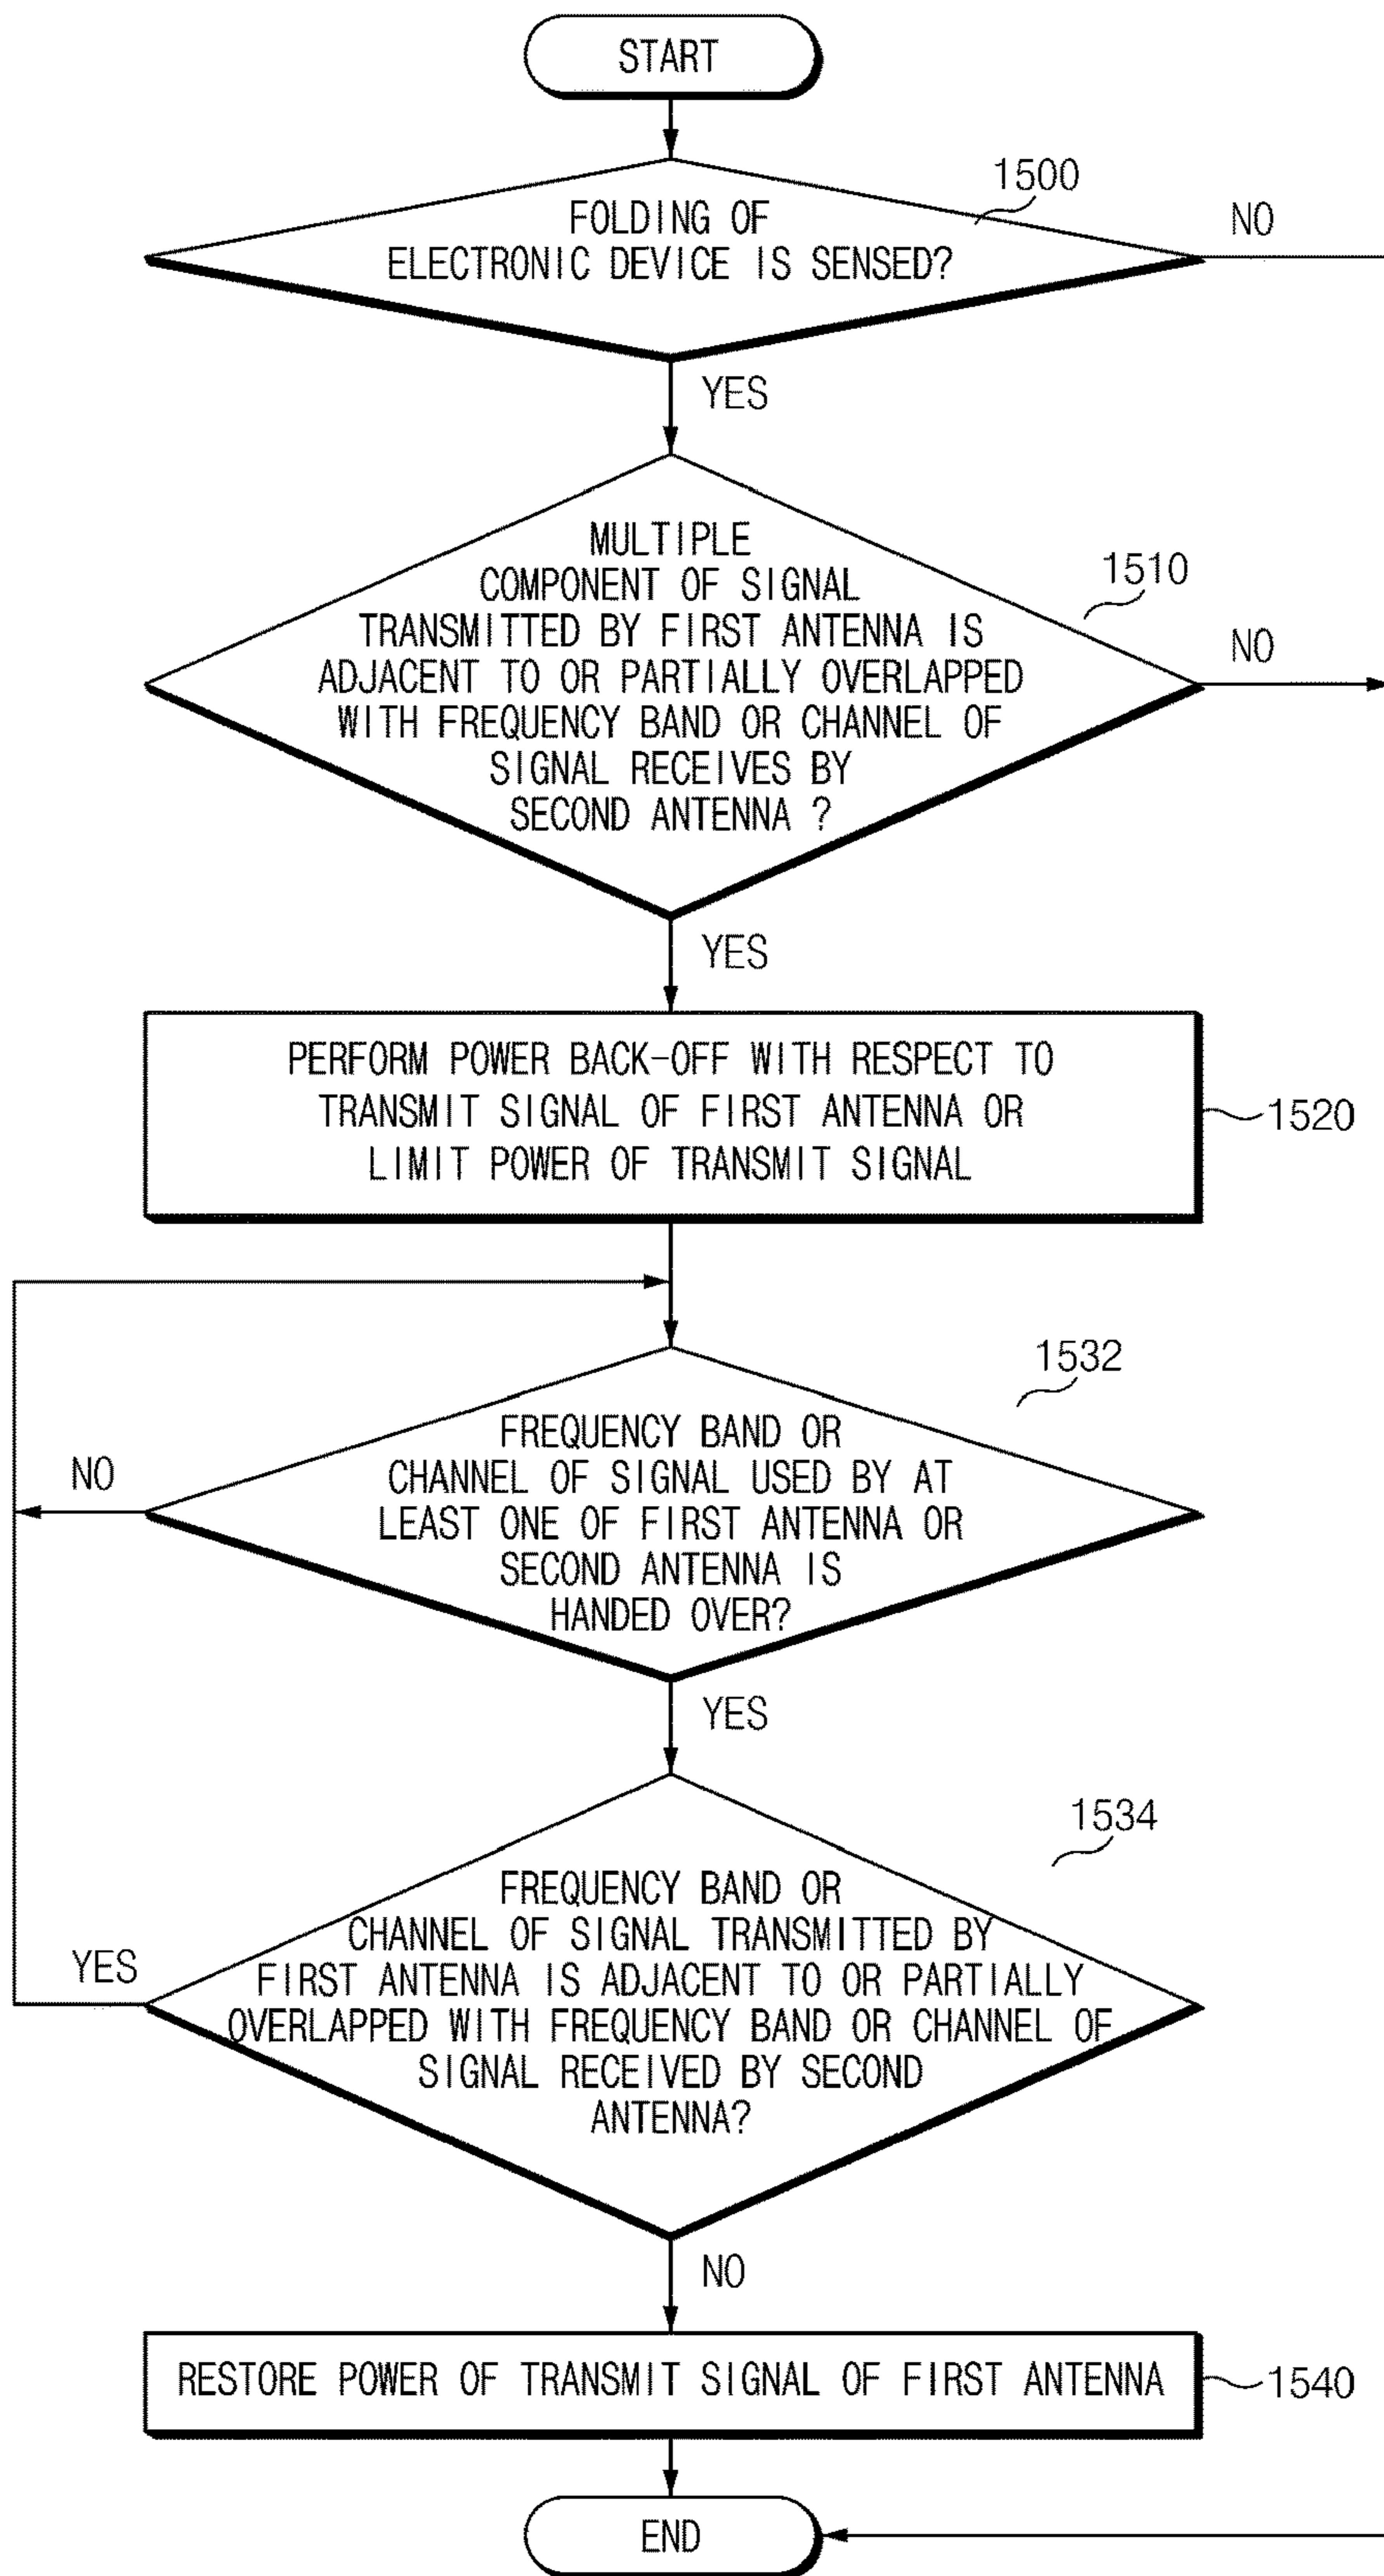 START
1500
NO
FOLDING OF
ELECTRONIC DEVICE IS SENSED?
YES
MULTIPLE
COMPONENT OF SIGNAL
TRANSMITTED BY FIRST ANTENNA IS
ADJACENT TO OR PARTIALLY OVERLAPPED
WITH FREQUENCY BAND OR CHANNEL OF
SIGNAL RECEIVES BY
SECOND ANTENNA ?
1510
NO
YES
PERFORM POWER BACK-OFF WITH RESPECT TO
TRANSMIT SIGNAL OF FIRST ANTENNA OR
LIMIT POWER OF TRANSMIT SIGNAL
1520
1532
FREQUENCY BAND OR
CHANNEL OF SIGNAL USED BY AT
LEAST ONE OF FIRST ANTENNA OR
SECOND ANTENNA IS
HANDED OVER?
NO
YES
1534
FREQUENCY BAND OR
CHANNEL OF SIGNAL TRANSMITTED BY
FIRST ANTENNA IS ADJACENT TO OR PARTIALLY
OVERLAPPED WITH FREQUENCY BAND OR CHANNEL OF
SIGNAL RECEIVED BY SECOND
ANTENNA?
YES
NO
RESTORE POWER OF TRANSMIT SIGNAL OF FIRST ANTENNA
1540
END